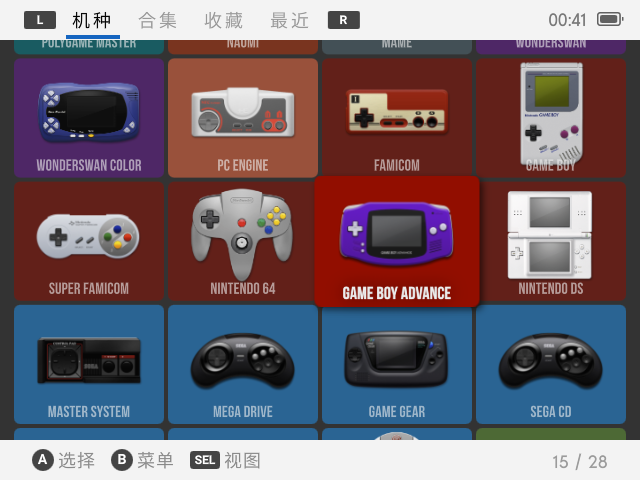 L 机种 合集 收藏 最近 R 00:41
POLYGAME MASTER NAOMI MAME WONDERSWAN
WONDERSWAN COLOR PC ENGINE FAMICOM GAME BOY
SUPER FAMICOM NINTENDO 64 GAME BOY ADVANCE NINTENDO DS
MASTER SYSTEM MEGA DRIVE GAME GEAR SEGA CD
A 选择 B 菜单 SEL 视图 15 / 28